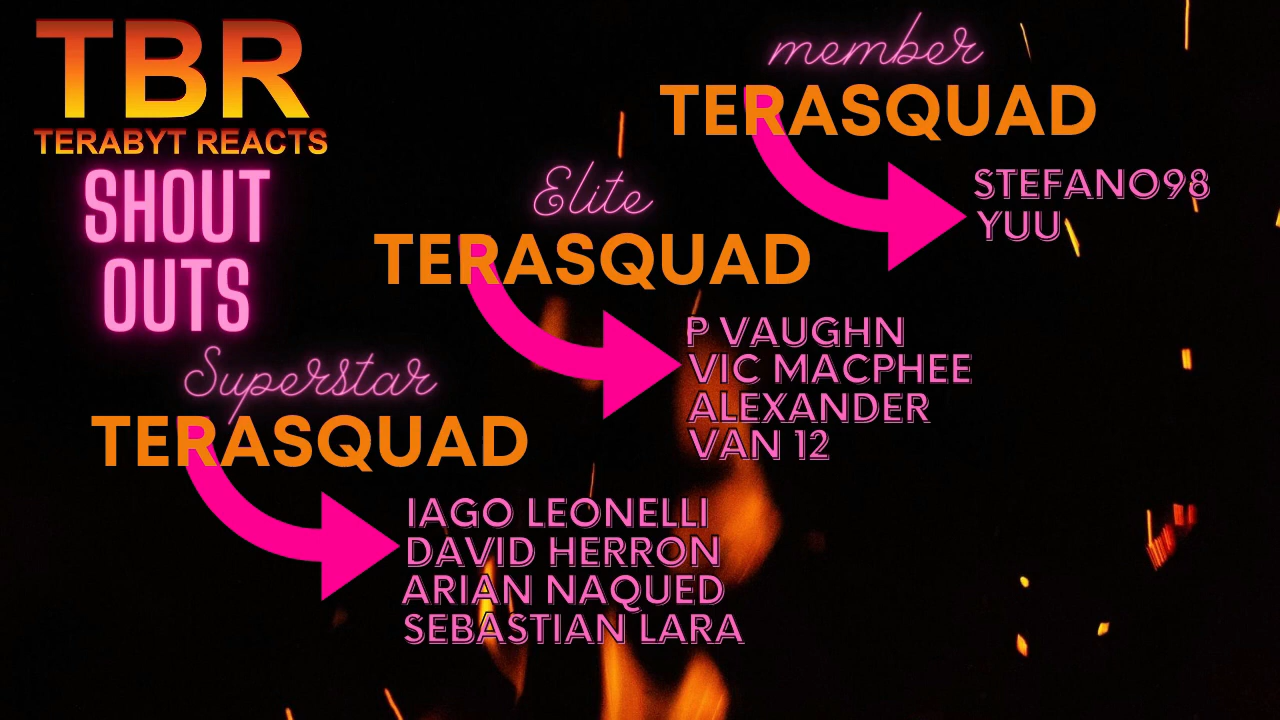 TBR
TERABYT REACTS
SHOUT
OUTS
member
TERASQUAD
STEFANO98
YUU
Elite
TERASQUAD
P VAUGHN
VIC MACPHEE
ALEXANDER
VAN 12
Superstar
TERASQUAD
IAGO LEONELLI
DAVID HERRON
ARIAN NAQUED
SEBASTIAN LARA